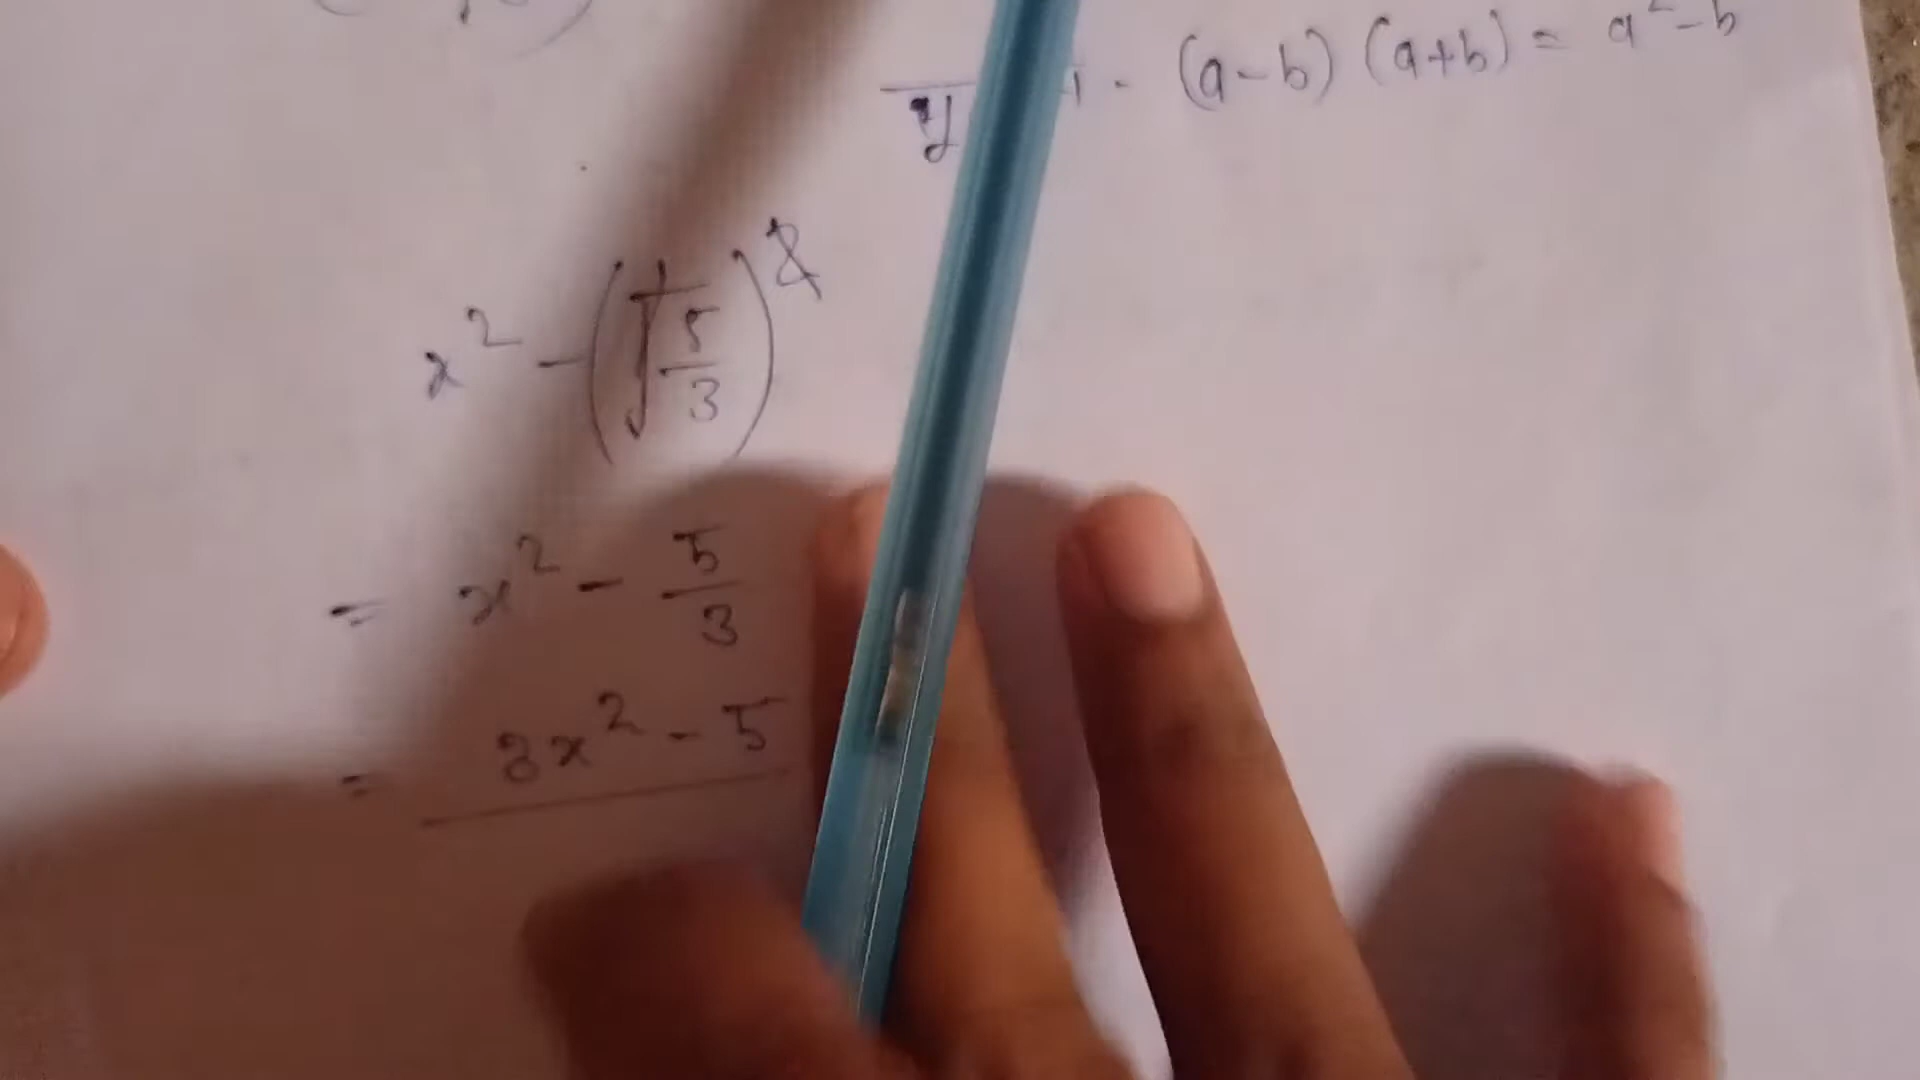 (a-b) (a+b) = a² - b
y
x² - (√5/3)²
= x² - 5/3
= 3x² - 5